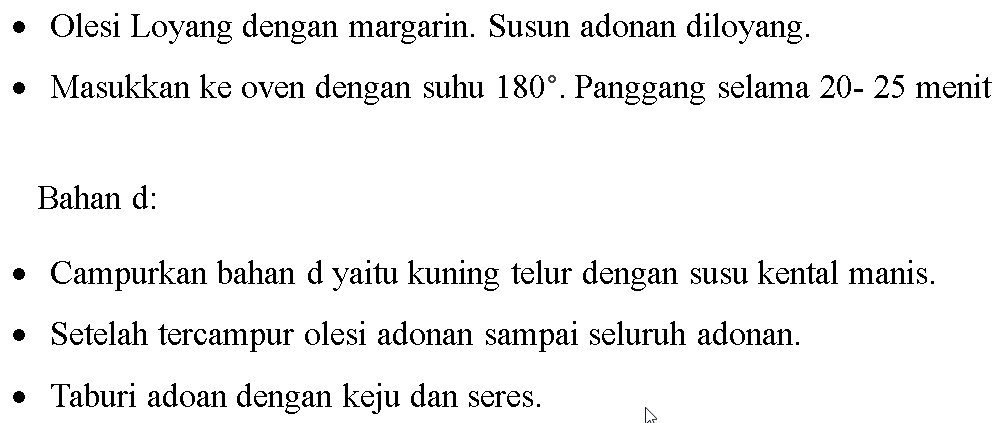 • Olesi Loyang dengan margarin. Susun adonan diloyang.
• Masukkan ke oven dengan suhu 180°. Panggang selama 20- 25 menit
Bahan d:
• Campurkan bahan d yaitu kuning telur dengan susu kental manis.
• Setelah tercampur olesi adonan sampai seluruh adonan.
• Taburi adoan dengan keju dan seres.